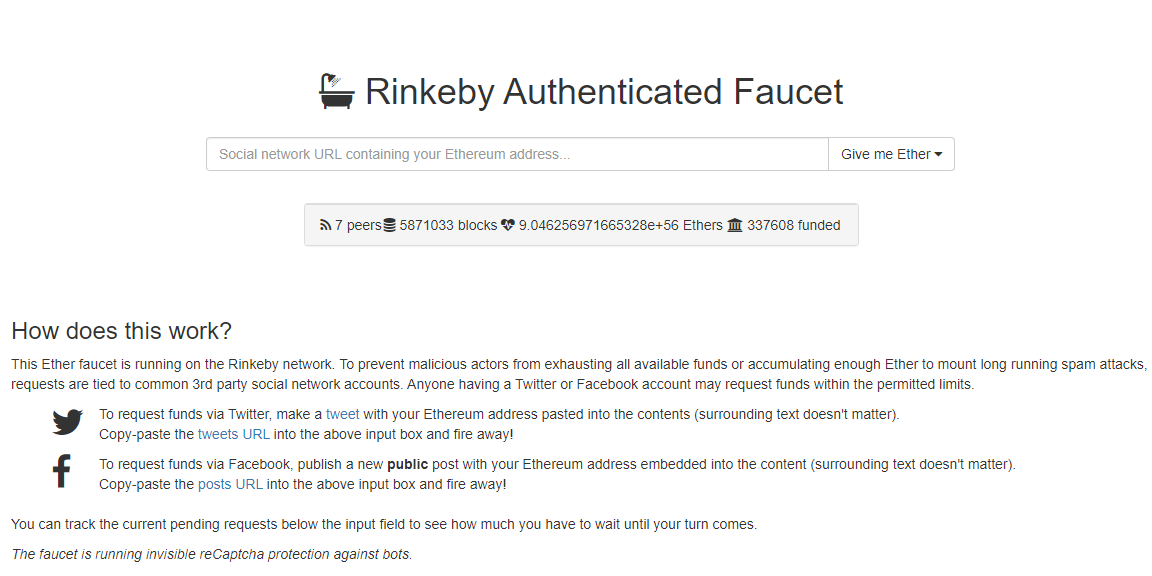 Rinkeby Authenticated Faucet
Social network URL containing your Ethereum address... Give me Ether
7 peers 5871033 blocks 9.046256971665328e+56 Ethers 337608 funded
How does this work?
This Ether faucet is running on the Rinkeby network. To prevent malicious actors from exhausting all available funds or accumulating enough Ether to mount long running spam attacks,
requests are tied to common 3rd party social network accounts. Anyone having a Twitter or Facebook account may request funds within the permitted limits.
To request funds via Twitter, make a tweet with your Ethereum address pasted into the contents (surrounding text doesn't matter).
Copy-paste the tweets URL into the above input box and fire away!
To request funds via Facebook, publish a new public post with your Ethereum address embedded into the content (surrounding text doesn't matter).
Copy-paste the posts URL into the above input box and fire away!
You can track the current pending requests below the input field to see how much you have to wait until your turn comes.
The faucet is running invisible reCaptcha protection against bots.